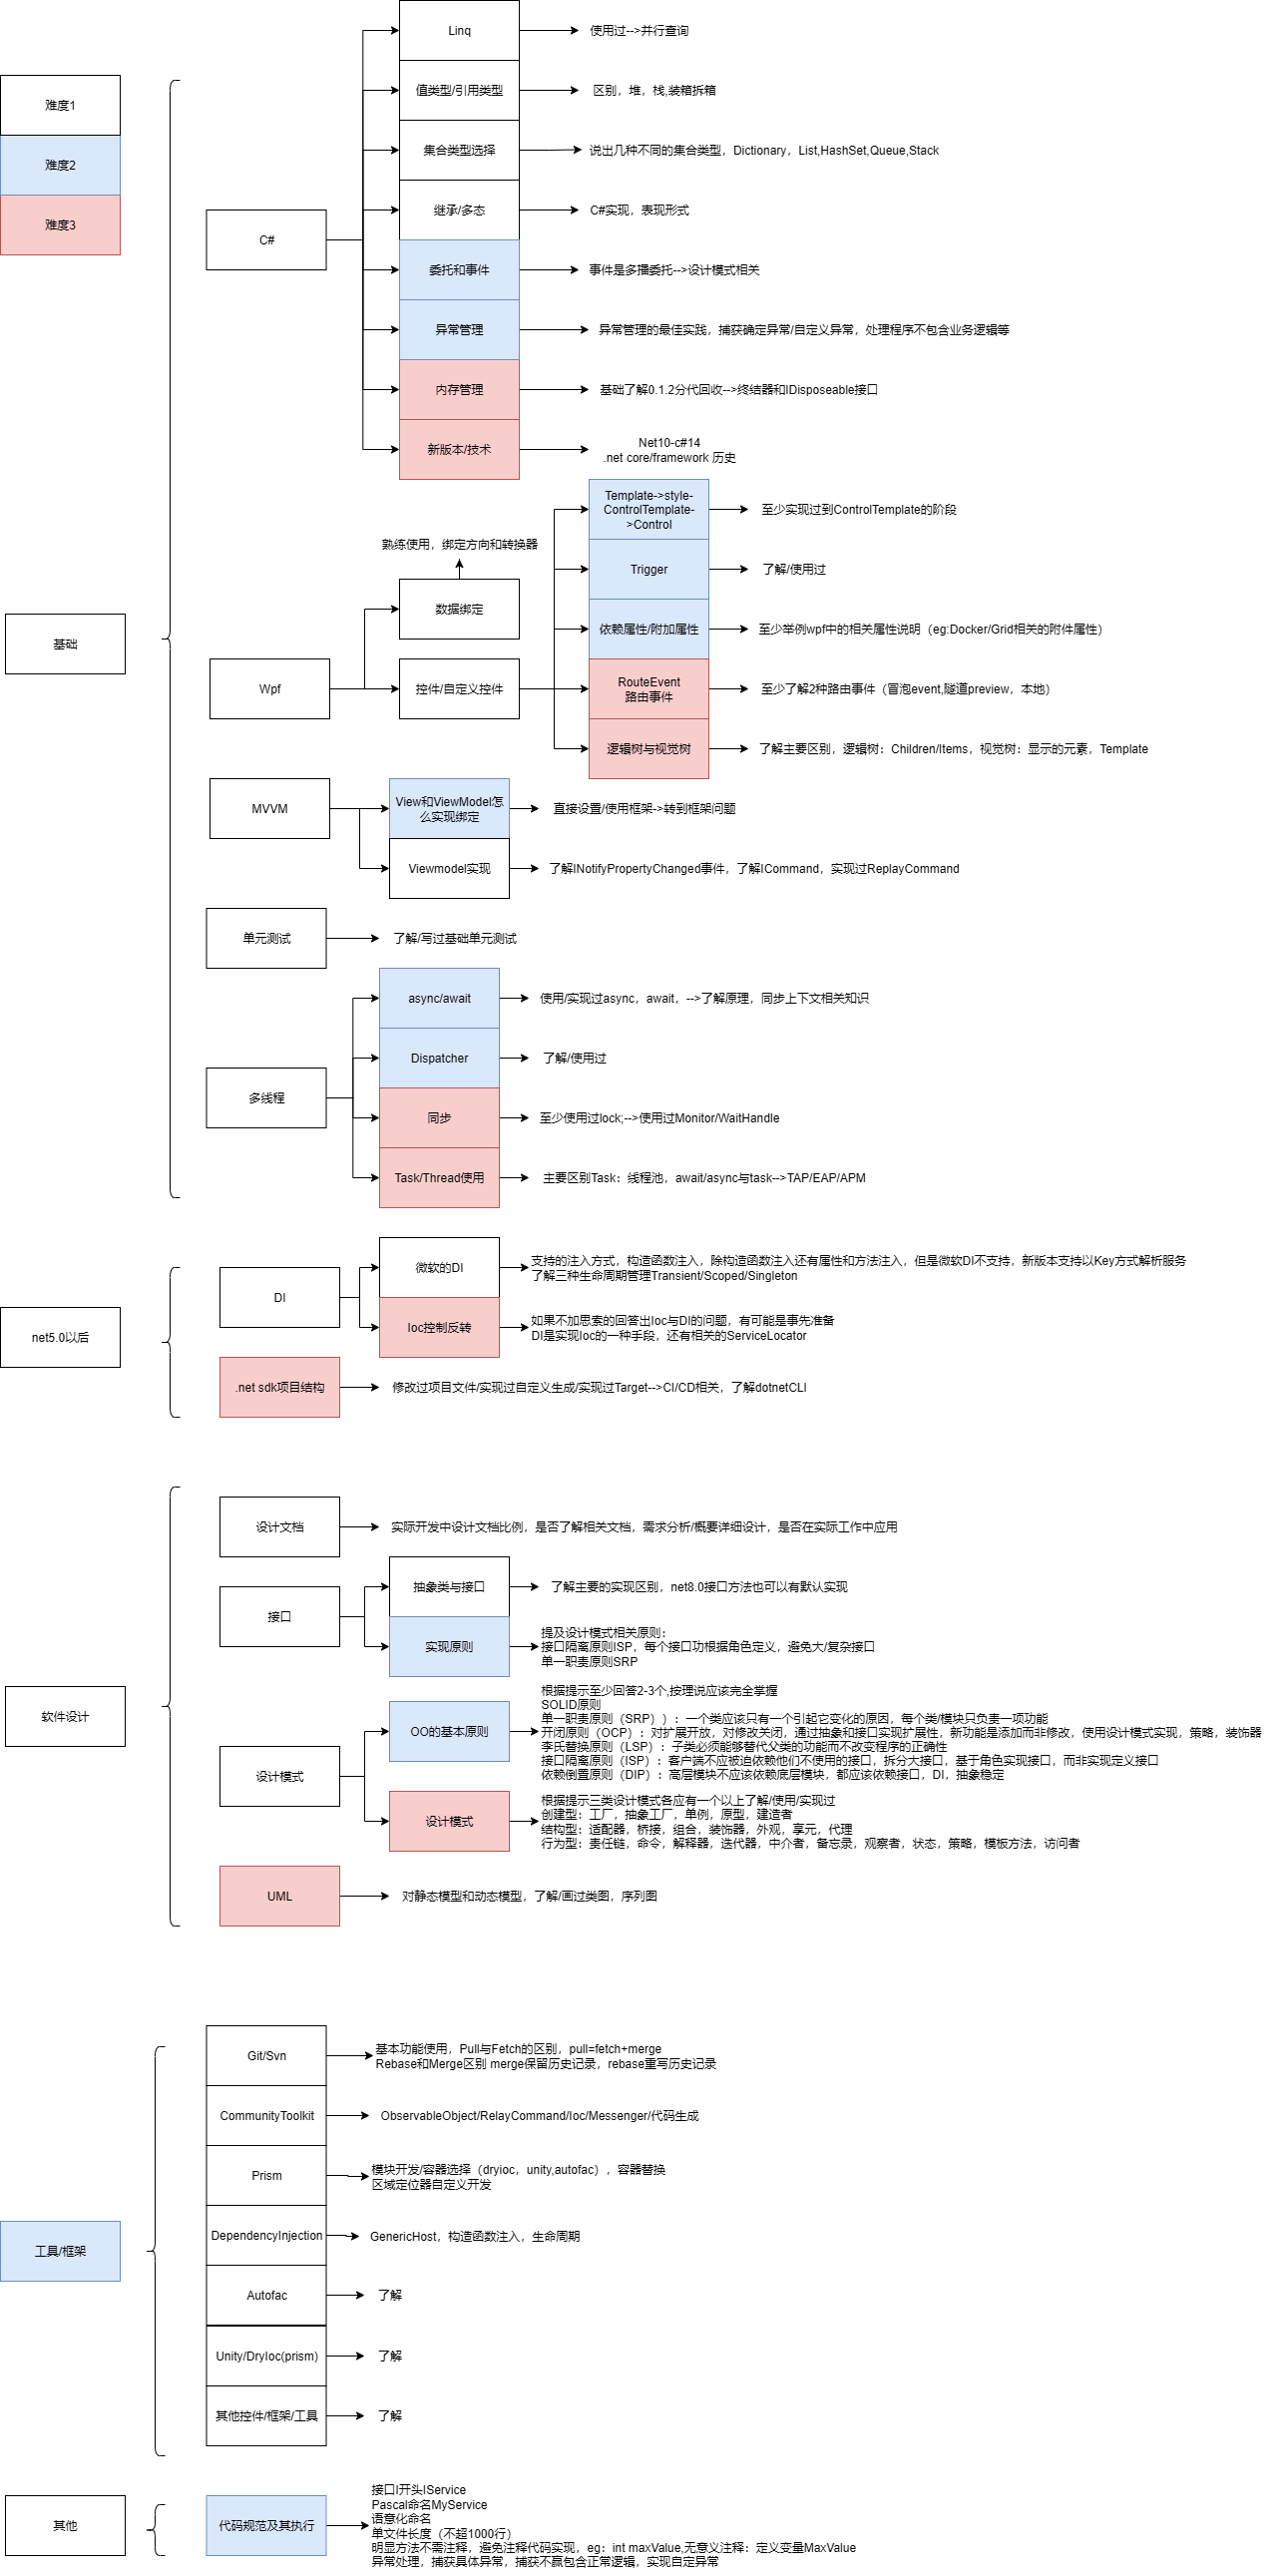 难度1
难度2
难度3
基础
C#
Linq
使用过-->并行查询
值类型/引用类型
区别，堆，栈,装箱拆箱
集合类型选择
说出几种不同的集合类型，Dictionary，List,HashSet,Queue,Stack
继承/多态
C#实现，表现形式
委托和事件
事件是多播委托-->设计模式相关
异常管理
异常管理的最佳实践，捕获确定异常/自定义异常，处理程序不包含业务逻辑等
内存管理
基础了解0.1.2分代回收-->终结器和IDisposeable接口
新版本/技术
Net10-c#14
.net core/framework 历史
Wpf
熟练使用，绑定方向和转换器
数据绑定
控件/自定义控件
Template->style-
ControlTemplate-
>Control
至少实现过到ControlTemplate的阶段
Trigger
了解/使用过
依赖属性/附加属性
至少举例wpf中的相关属性说明（eg:Docker/Grid相关的附件属性）
RouteEvent
路由事件
至少了解2种路由事件（冒泡event,隧道preview，本地）
逻辑树与视觉树
了解主要区别，逻辑树：Children/Items，视觉树：显示的元素，Template
MVVM
View和ViewModel怎
么实现绑定
直接设置/使用框架->转到框架问题
Viewmodel实现
了解INotifyPropertyChanged事件，了解ICommand，实现过ReplayCommand
单元测试
了解/写过基础单元测试
多线程
async/await
使用/实现过async，await，-->了解原理，同步上下文相关知识
Dispatcher
了解/使用过
同步
至少使用过lock;-->使用过Monitor/WaitHandle
Task/Thread使用
主要区别Task：线程池，await/async与task-->TAP/EAP/APM
net5.0以后
DI
微软的DI
支持的注入方式，构造函数注入，除构造函数注入还有属性和方法注入，但是微软DI不支持，新版本支持以Key方式解析服务
了解三种生命周期管理Transient/Scoped/Singleton
Ioc控制反转
如果不加思索的回答出Ioc与DI的问题，有可能是事先准备
DI是实现Ioc的一种手段，还有相关的ServiceLocator
.net sdk项目结构
修改过项目文件/实现过自定义生成/实现过Target-->CI/CD相关，了解dotnetCLI
软件设计
设计文档
实际开发中设计文档比例，是否了解相关文档，需求分析/概要详细设计，是否在实际工作中应用
接口
抽象类与接口
了解主要的实现区别，net8.0接口方法也可以有默认实现
实现原则
提及设计模式相关原则：
接口隔离原则ISP，每个接口功根据角色定义，避免大/复杂接口
单一职责原则SRP
设计模式
OO的基本原则
根据提示至少回答2-3个,按理说应该完全掌握
SOLID原则
单一职责原则（SRP））：一个类应该只有一个引起它变化的原因，每个类/模块只负责一项功能
开闭原则（OCP）：对扩展开放，对修改关闭，通过抽象和接口实现扩展性，新功能是添加而非修改，使用设计模式实现，策略，装饰器
李氏替换原则（LSP）：子类必须能够替代父类的功能而不改变程序的正确性
接口隔离原则（ISP）：客户端不应被迫依赖他们不使用的接口，拆分大接口，基于角色实现接口，而非实现定义接口
依赖倒置原则（DIP）：高层模块不应该依赖底层模块，都应该依赖接口，DI，抽象稳定
设计模式
根据提示三类设计模式各应有一个以上了解/使用/实现过
创建型：工厂，抽象工厂，单例，原型，建造者
结构型：适配器，桥接，组合，装饰器，外观，享元，代理
行为型：责任链，命令，解释器，迭代器，中介者，备忘录，观察者，状态，策略，模板方法，访问者
UML
对静态模型和动态模型，了解/画过类图，序列图
工具/框架
Git/Svn
基本功能使用，Pull与Fetch的区别，pull=fetch+merge
Rebase和Merge区别 merge保留历史记录，rebase重写历史记录
CommunityToolkit
ObservableObject/RelayCommand/Ioc/Messenger/代码生成
Prism
模块开发/容器选择（dryioc，unity,autofac），容器替换
区域定位器自定义开发
DependencyInjection
GenericHost，构造函数注入，生命周期
Autofac
了解
Unity/DryIoc(prism)
了解
其他控件/框架/工具
了解
其他
代码规范及其执行
接口I开头IService
Pascal命名MyService
语意化命名
单文件长度（不超1000行）
明显方法不需注释，避免注释代码实现，eg：int maxValue,无意义注释：定义变量MaxValue
异常处理，捕获具体异常，捕获不赢包含正常逻辑，实现自定异常